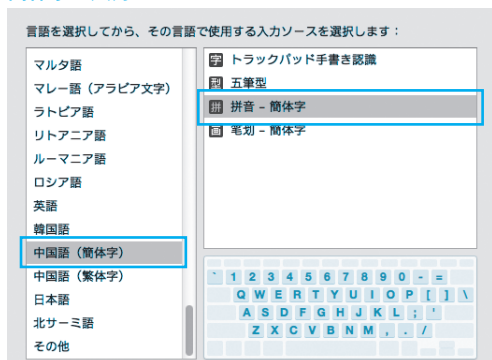 言語を選択してから、その言語で使用する入力ソースを選択します：
マルタ語
マレー語（アラビア文字）
ラトビア語
リトアニア語
ルーマニア語
ロシア語
英語
韓国語
中国語（簡体字）
中国語（繁体字）
日本語
北サーミ語
その他
字 トラックパッド手書き認識
型 五筆型
拼 拼音 – 簡体字
画 笔划 – 簡体字
` 1 2 3 4 5 6 7 8 9 0 - =
Q W E R T Y U I O P [ ] \
A S D F G H J K L ; '
Z X C V B N M , . /